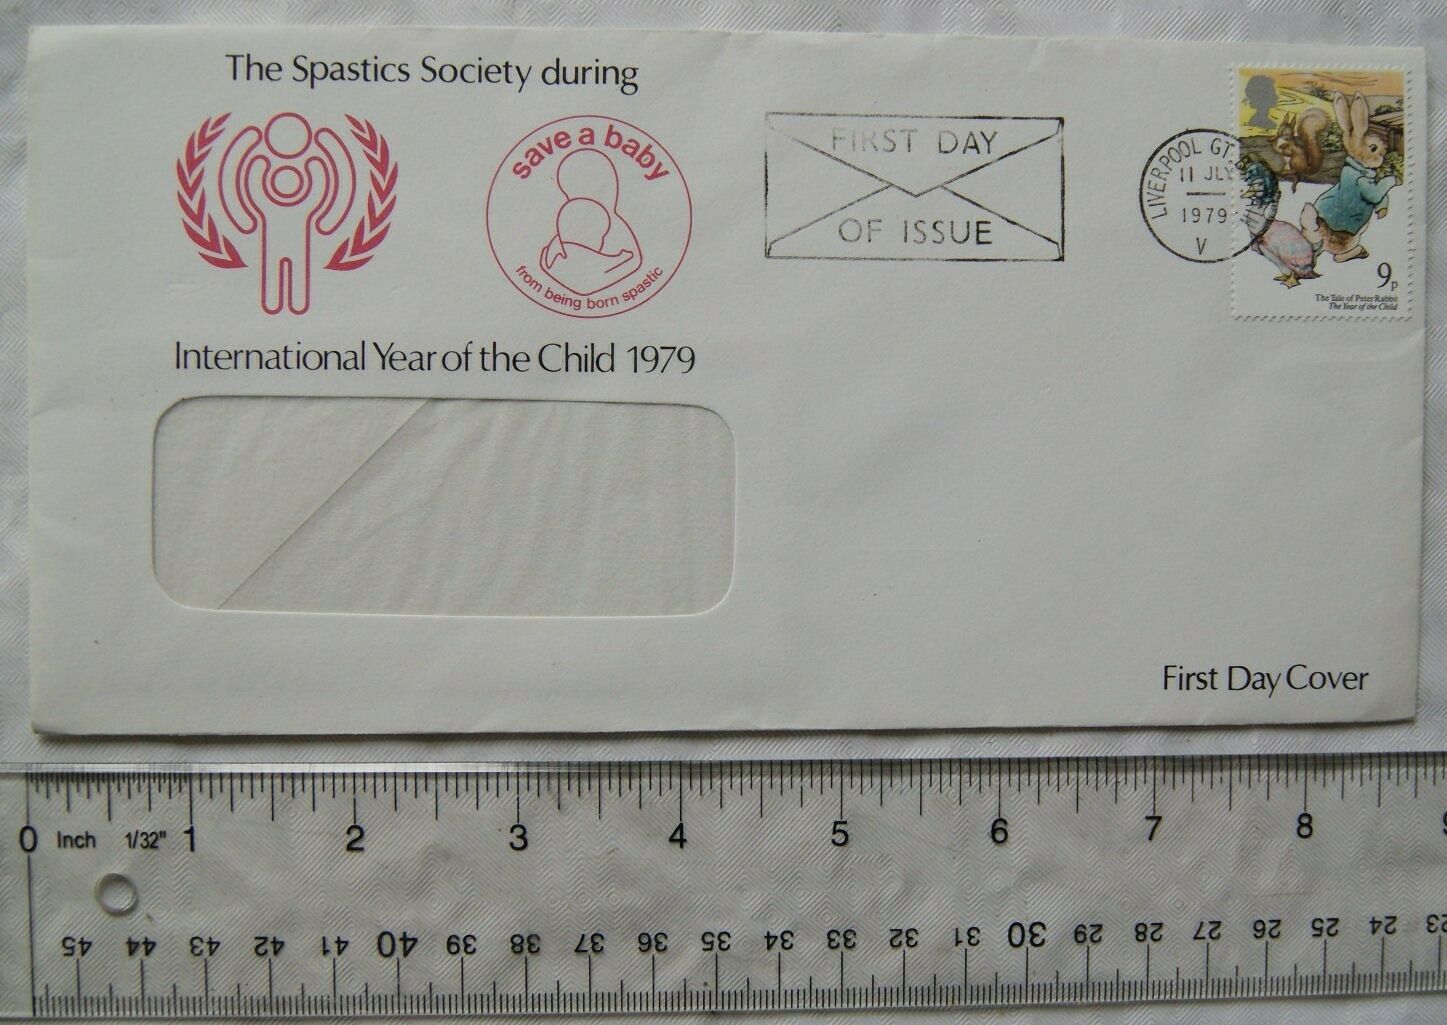 The Spastics Society during
save a baby
from being born spastic
International Year of the Child 1979
FIRST DAY
OF ISSUE
LIVERPOOL GT. BRITAIN
11 JLY
1979
V
9p
The Tale of Peter Rabbit
The Year of the Child
First Day Cover
0 Inch 1/32" 1 2 3 4 5 6 7 8 9
45 44 43 42 41 40 39 38 37 36 35 34 33 32 31 30 29 28 27 26 25 24 23